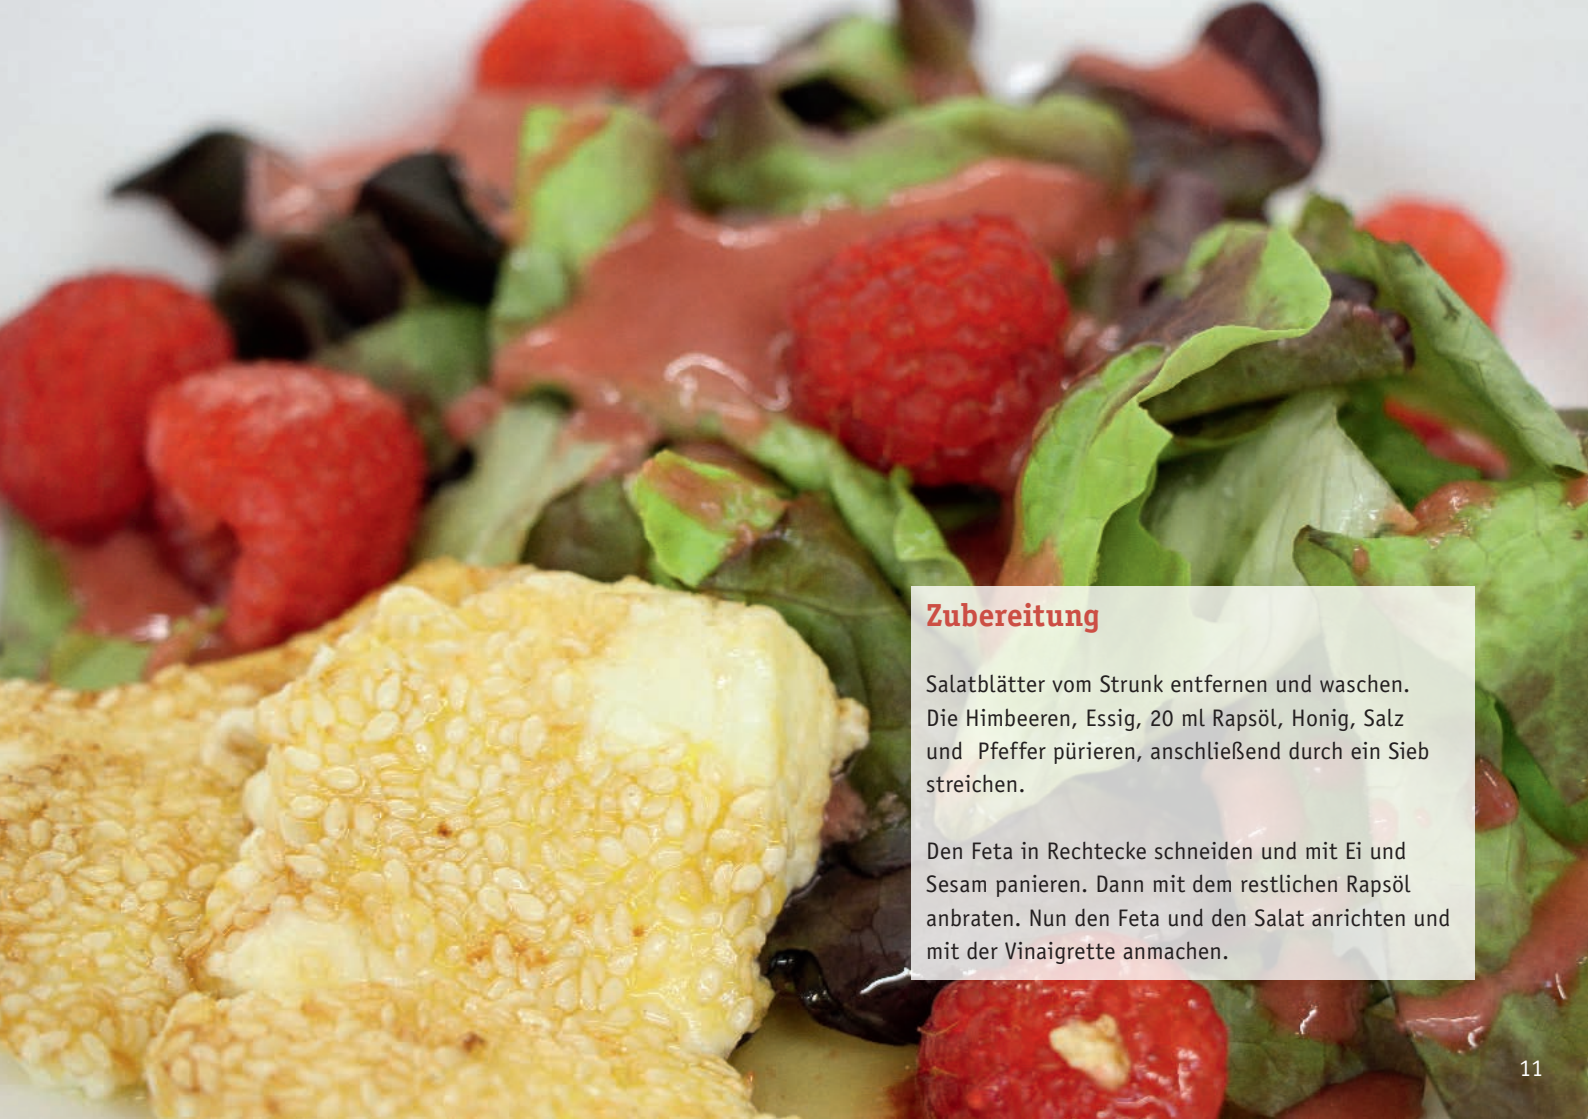 Zubereitung
Salatblätter vom Strunk entfernen und waschen.
Die Himbeeren, Essig, 20 ml Rapsöl, Honig, Salz
und  Pfeffer pürieren, anschließend durch ein Sieb
streichen.
Den Feta in Rechtecke schneiden und mit Ei und
Sesam panieren. Dann mit dem restlichen Rapsöl
anbraten. Nun den Feta und den Salat anrichten und
mit der Vinaigrette anmachen.
11